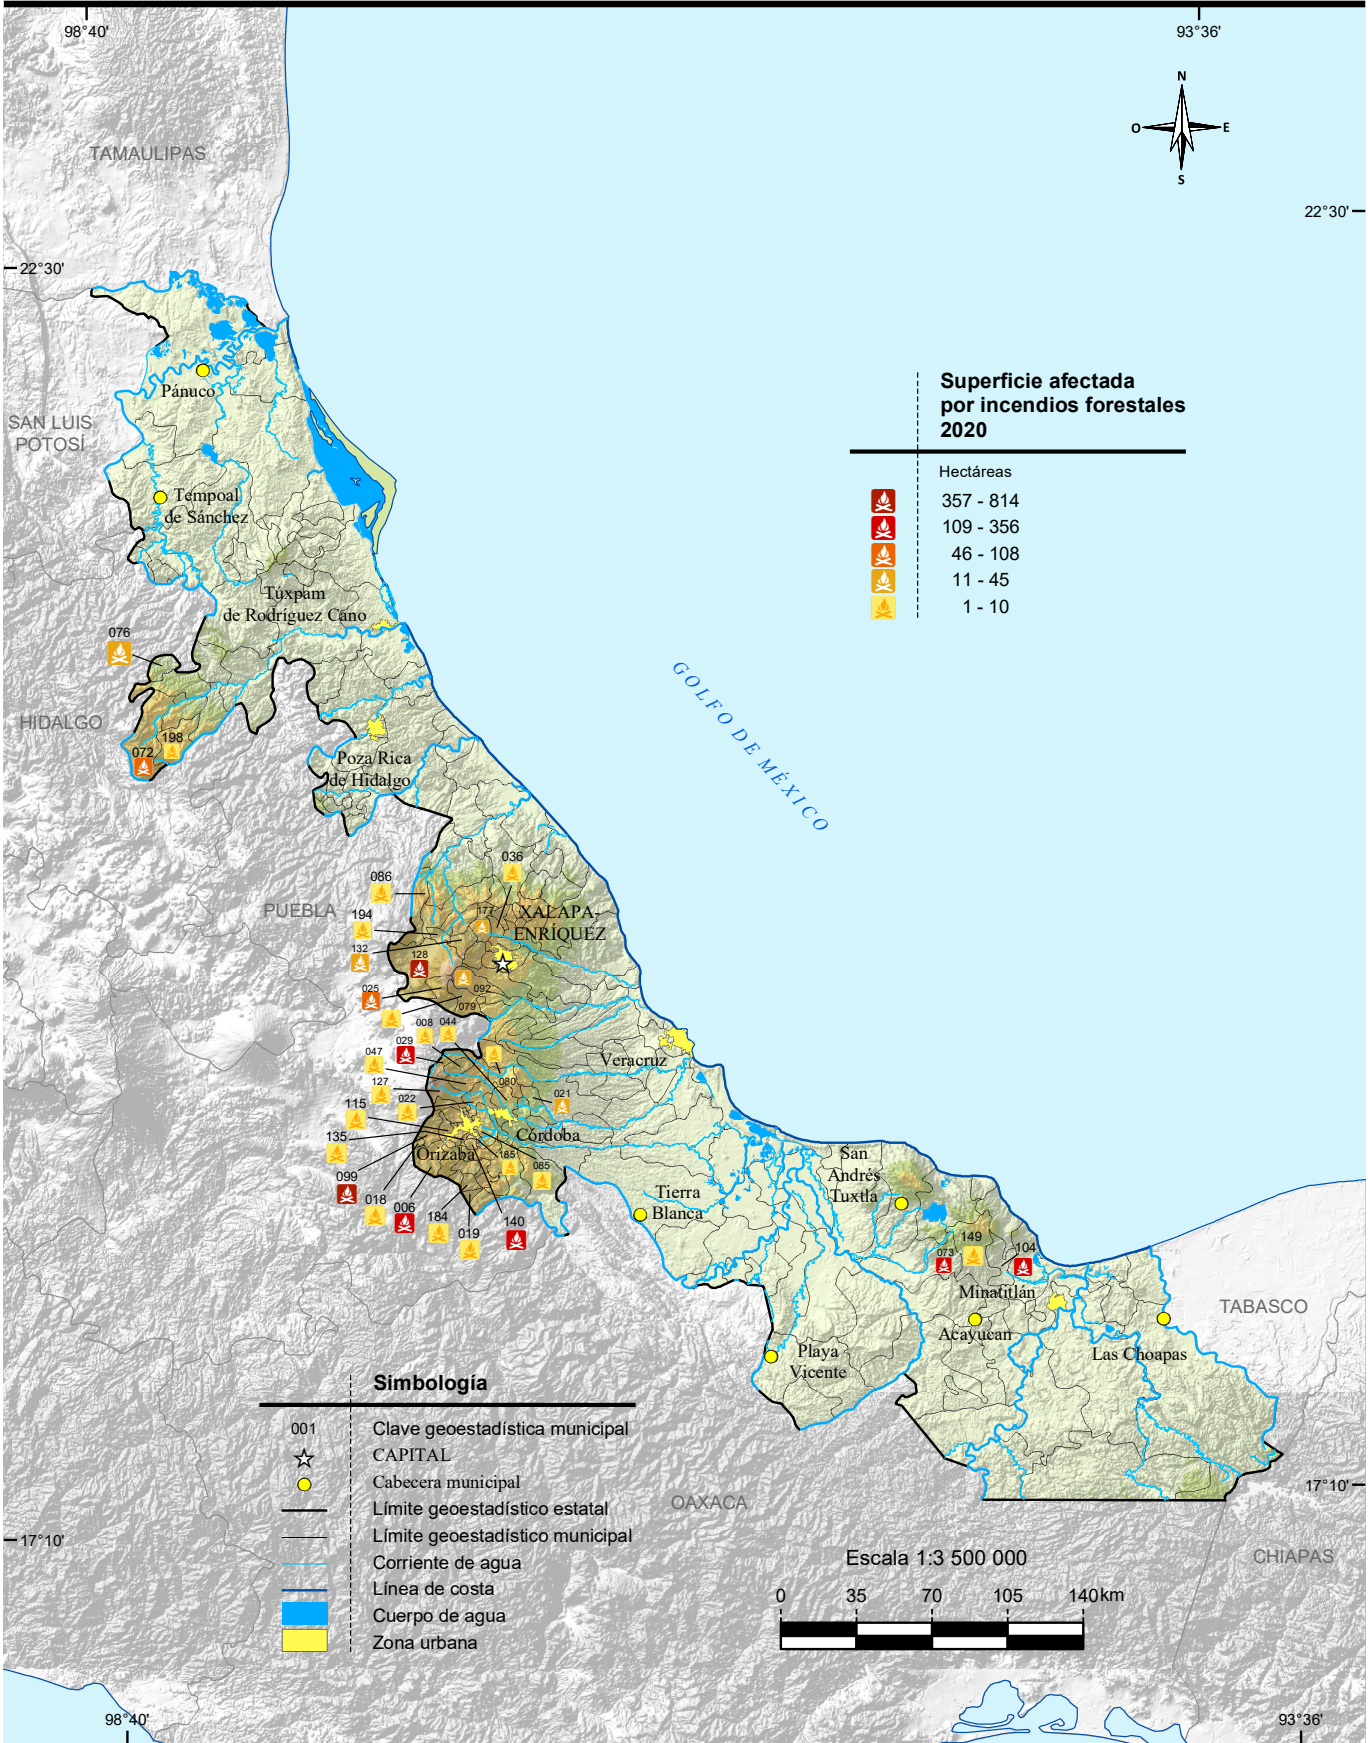 98°40'
93°36'
N
O
E
S
TAMAULIPAS
22°30'
22°30'
Pánuco
SAN LUIS
POTOSÍ
Tempoal
de Sánchez
Superficie afectada
por incendios forestales
2020
Hectáreas
357 - 814
109 - 356
46 - 108
11 - 45
1 - 10
Túxpam
de Rodríguez Cano
076
HIDALGO
072
198
GOLFO DE MÉXICO
Poza Rica
de Hidalgo
036
086
PUEBLA
194
177
XALAPA-
ENRÍQUEZ
132
128
025
092
079
008
044
029
047
Veracruz
127
080
022
021
115
135
Córdoba
Orizaba
185
085
099
018
006
184
019
140
San
Andrés
Tuxtla
Tierra
Blanca
073
149
104
Minatitlán
Acayucan
Las Choapas
TABASCO
Playa
Vicente
Simbología
001
Clave geoestadística municipal
CAPITAL
Cabecera municipal
Límite geoestadístico estatal
Límite geoestadístico municipal
Corriente de agua
Línea de costa
Cuerpo de agua
Zona urbana
OAXACA
17°10'
17°10'
CHIAPAS
Escala 1:3 500 000
0 35 70 105 140 km
98°40'
93°36'